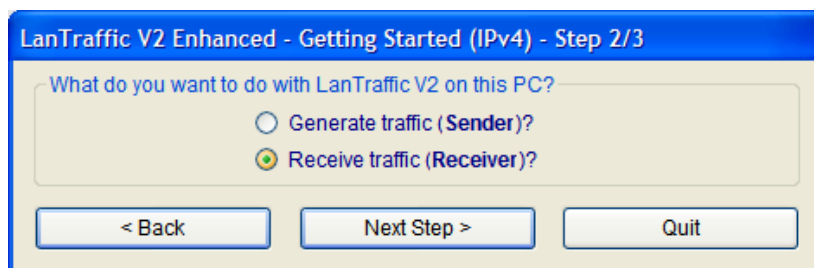 LanTraffic V2 Enhanced - Getting Started (IPv4) - Step 2/3
What do you want to do with LanTraffic V2 on this PC?
Generate traffic (Sender)?
Receive traffic (Receiver)?
< Back
Next Step >
Quit